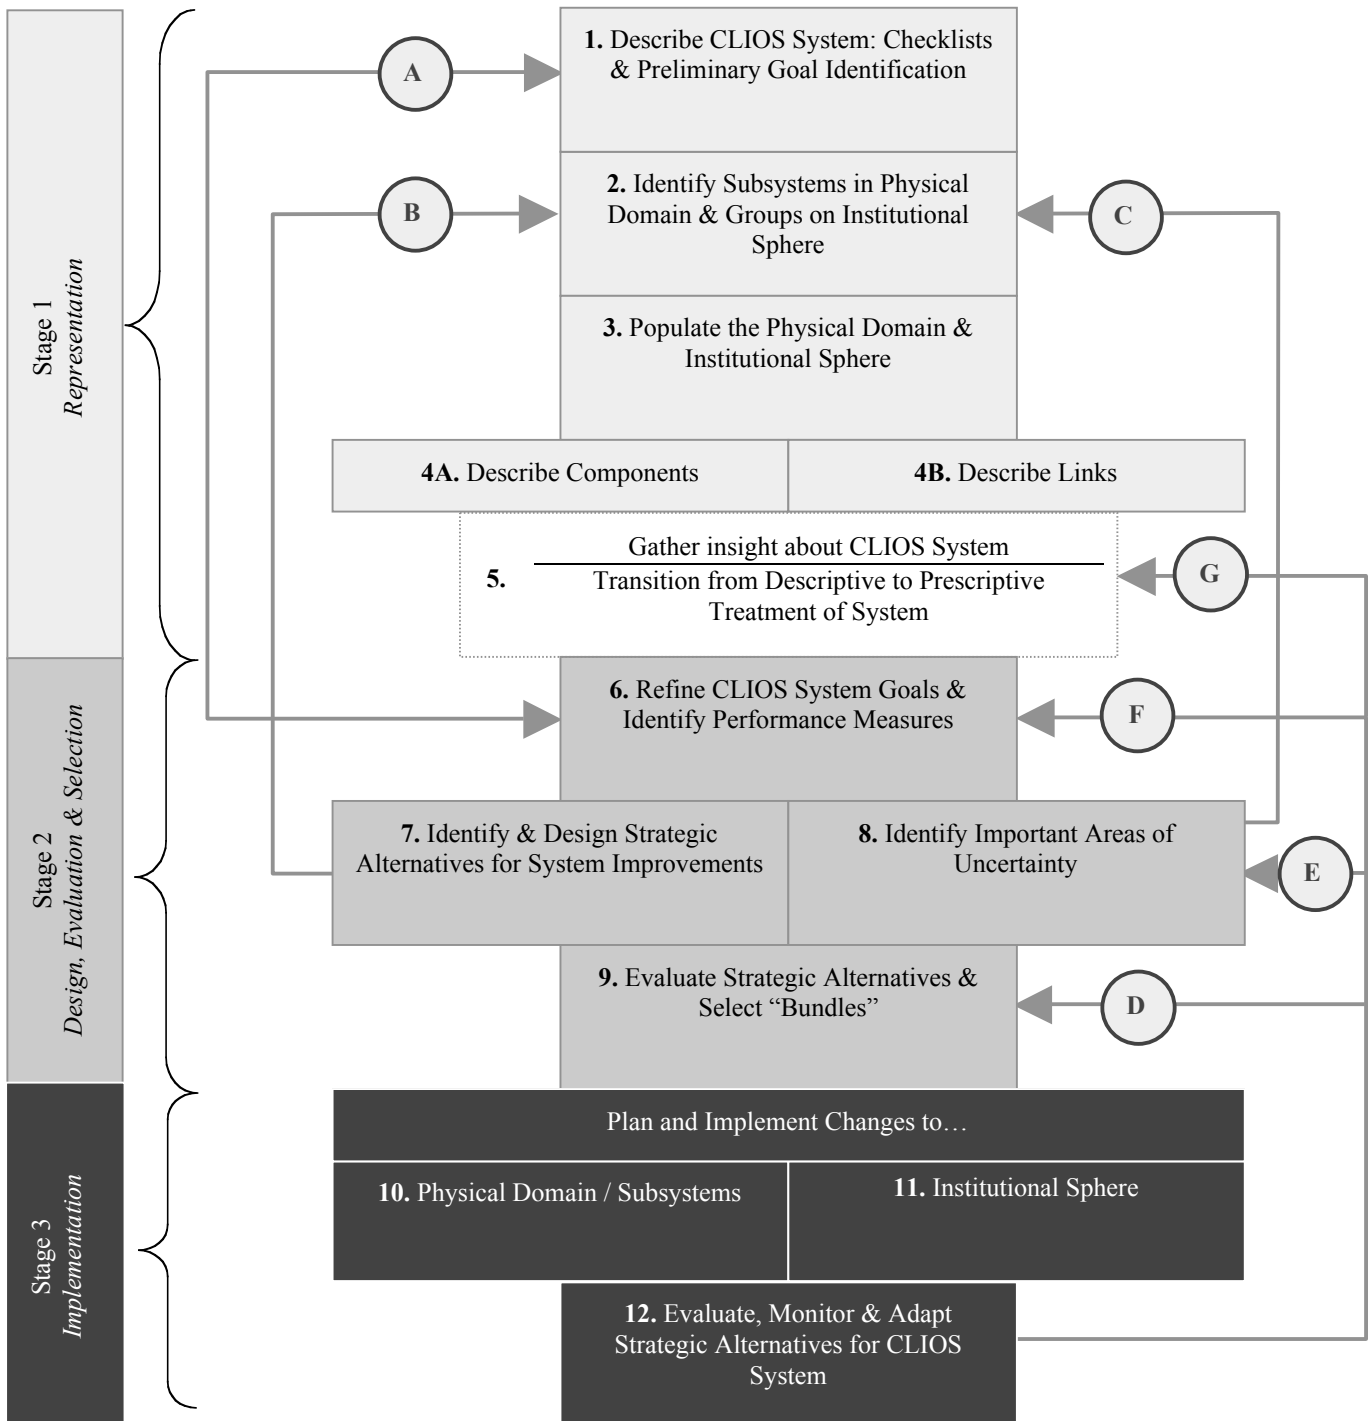 Stage 1
Representation
Stage 2
Design, Evaluation & Selection
Stage 3
Implementation
A
1. Describe CLIOS System: Checklists
& Preliminary Goal Identification
B
2. Identify Subsystems in Physical
Domain & Groups on Institutional
Sphere
C
3. Populate the Physical Domain &
Institutional Sphere
4A. Describe Components
4B. Describe Links
5.
Gather insight about CLIOS System
Transition from Descriptive to Prescriptive
Treatment of System
G
6. Refine CLIOS System Goals &
Identify Performance Measures
F
7. Identify & Design Strategic
Alternatives for System Improvements
8. Identify Important Areas of
Uncertainty
E
9. Evaluate Strategic Alternatives &
Select “Bundles”
D
Plan and Implement Changes to…
10. Physical Domain / Subsystems
11. Institutional Sphere
12. Evaluate, Monitor & Adapt
Strategic Alternatives for CLIOS
System